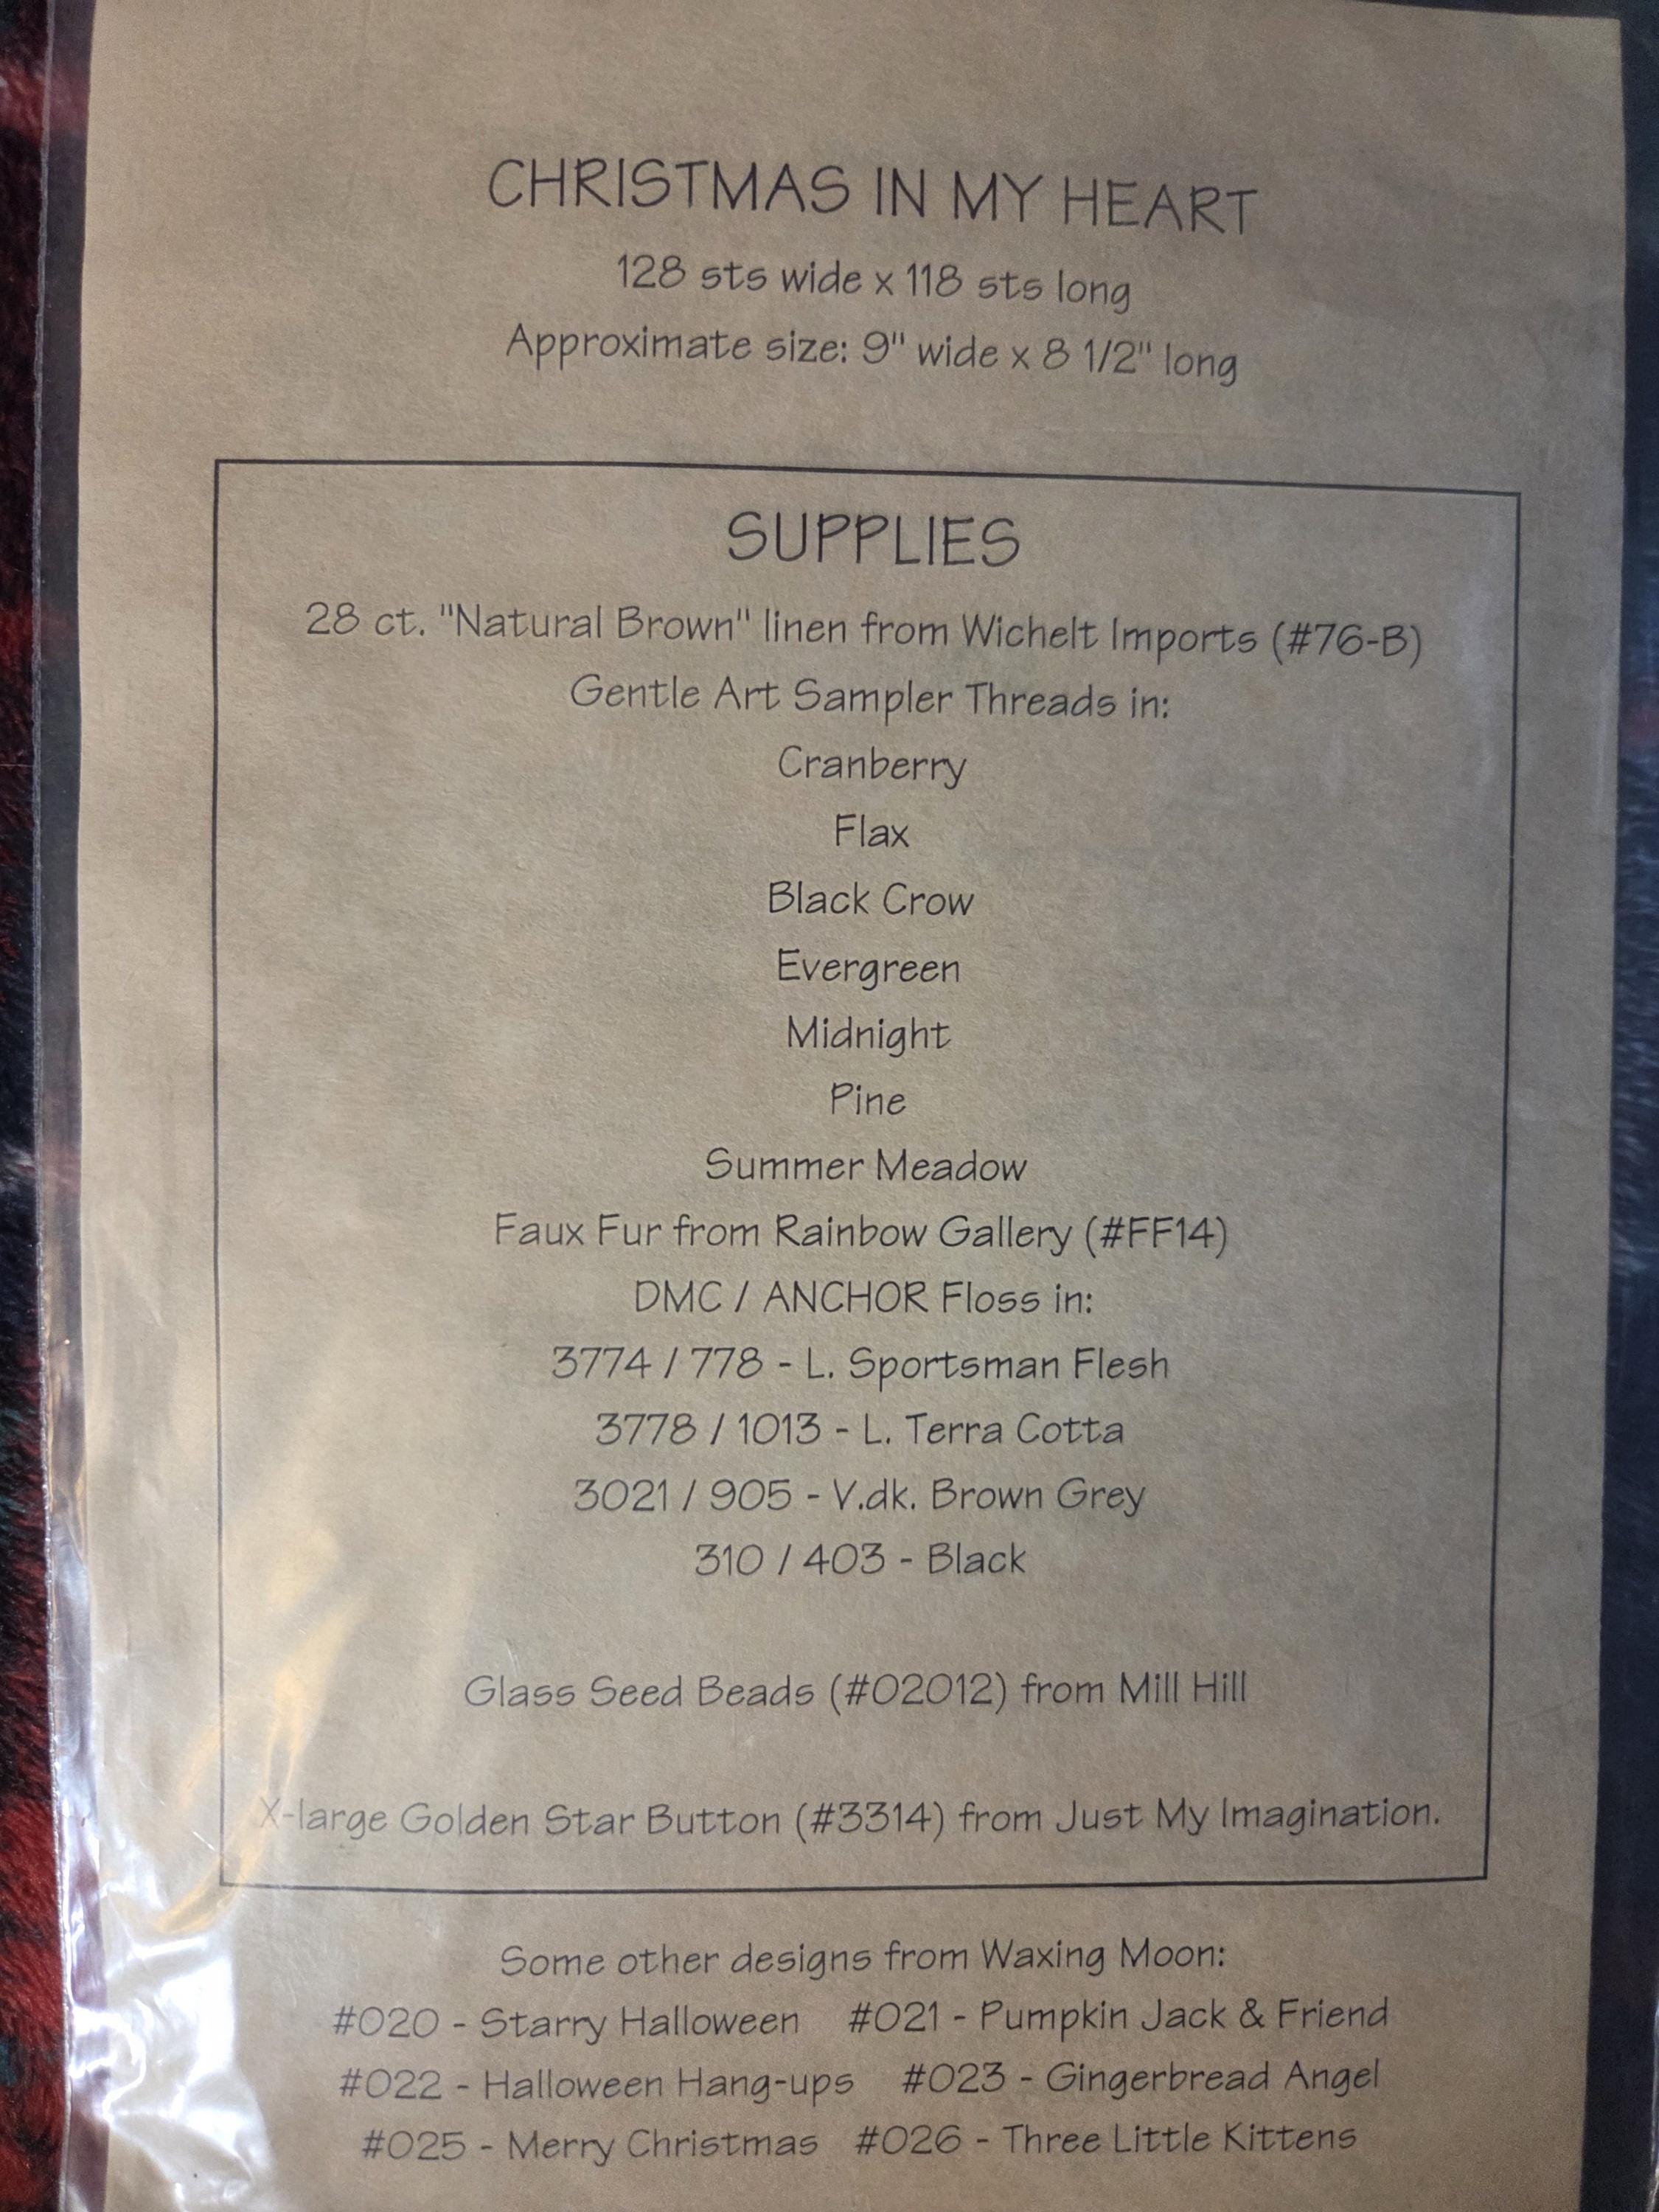 CHRISTMAS IN MY HEART
128 sts wide x 118 sts long
Approximate size: 9" wide x 8 1/2" long
SUPPLIES
28 ct. "Natural Brown" linen from Wichelt Imports (#76-B)
Gentle Art Sampler Threads in:
Cranberry
Flax
Black Crow
Evergreen
Midnight
Pine
Summer Meadow
Faux Fur from Rainbow Gallery (#FF14)
DMC / ANCHOR Floss in:
3774 / 778 - L. Sportsman Flesh
3778 / 1013 - L. Terra Cotta
3021 / 905 - V.dk. Brown Grey
310 / 403 - Black
Glass Seed Beads (#02012) from Mill Hill
X-large Golden Star Button (#3314) from Just My Imagination.
Some other designs from Waxing Moon:
#020 - Starry Halloween #021 - Pumpkin Jack & Friend
#022 - Halloween Hang-ups #023 - Gingerbread Angel
#025 - Merry Christmas #026 - Three Little Kittens